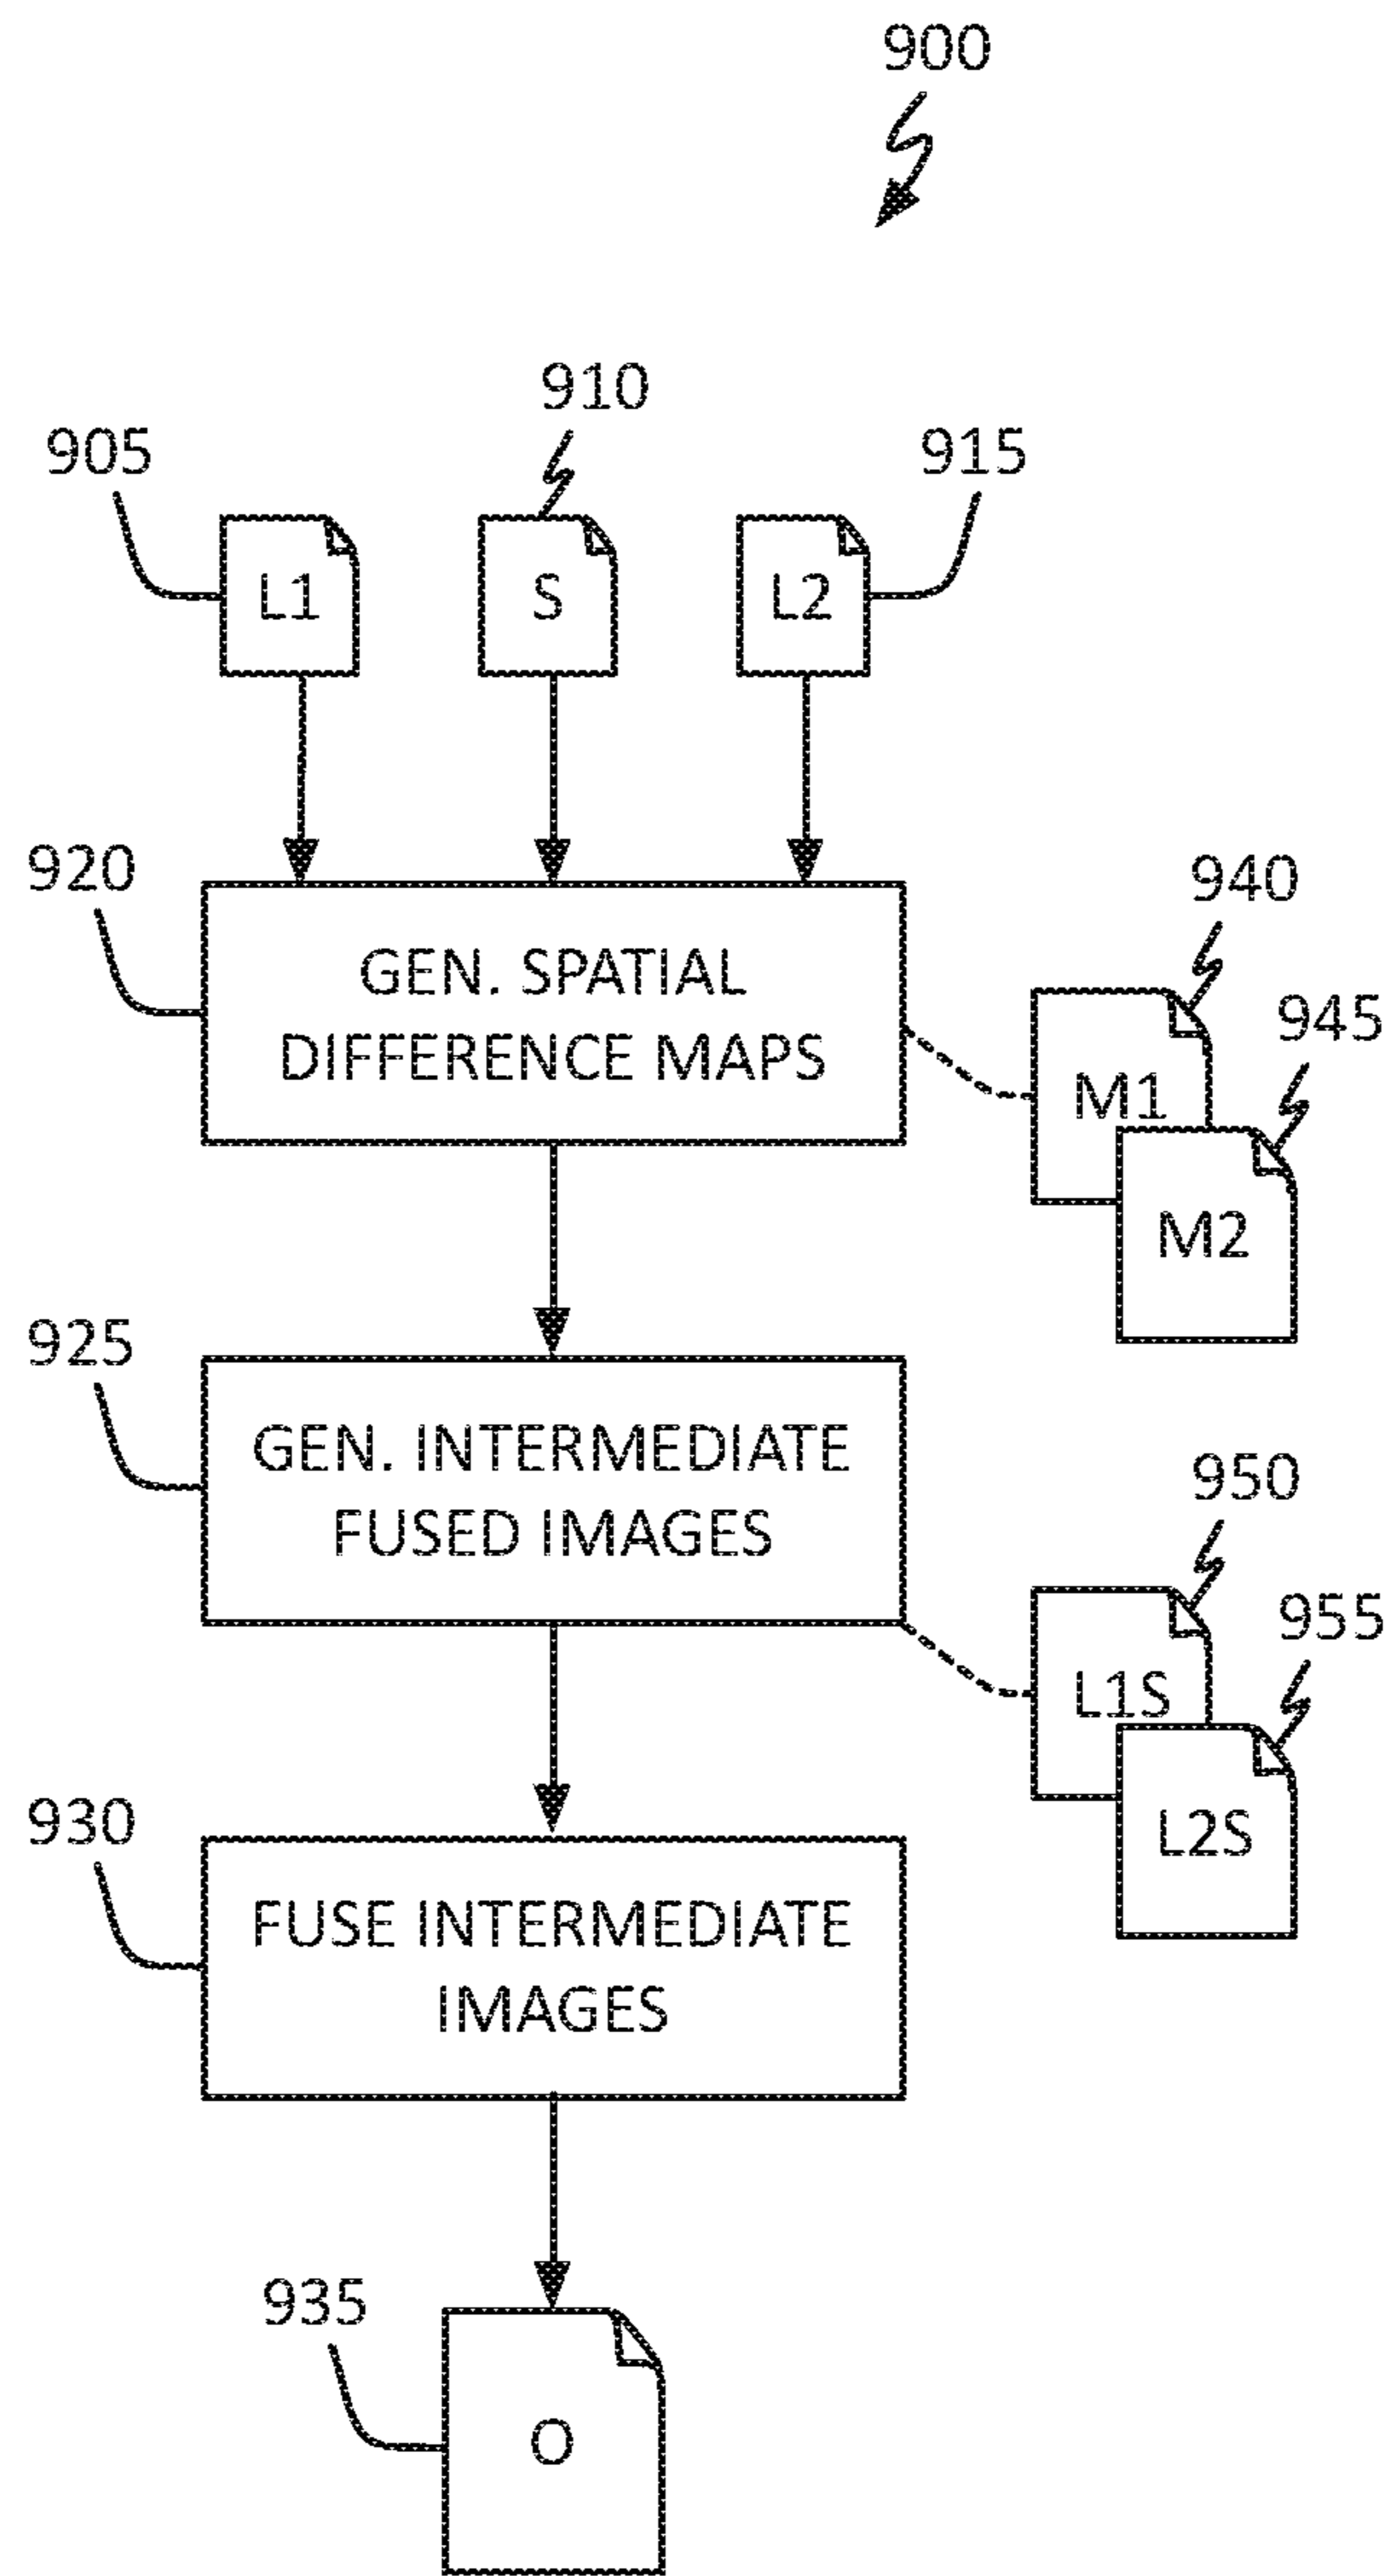 900
910
905
915
L1
S
L2
920
GEN. SPATIAL
DIFFERENCE MAPS
940
945
M1
M2
925
GEN. INTERMEDIATE
FUSED IMAGES
950
955
L1S
L2S
930
FUSE INTERMEDIATE
IMAGES
935
O